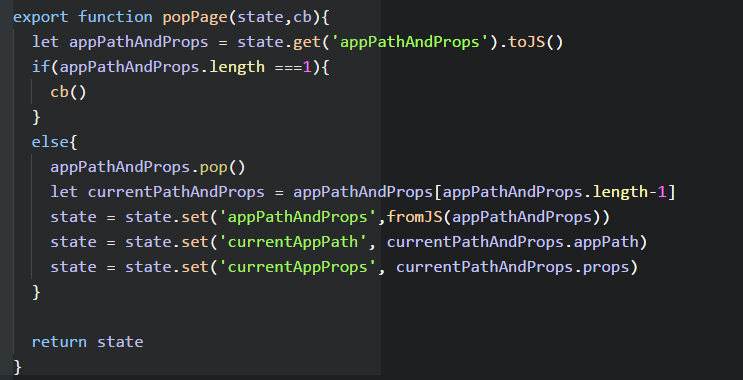 export function popPage(state,cb){
let appPathAndProps = state.get('appPathAndProps').toJS()
if(appPathAndProps.length ===1){
cb()
}
else{
appPathAndProps.pop()
let currentPathAndProps = appPathAndProps[appPathAndProps.length-1]
state = state.set('appPathAndProps',fromJS(appPathAndProps))
state = state.set('currentAppPath', currentPathAndProps.appPath)
state = state.set('currentAppProps', currentPathAndProps.props)
}
return state
}